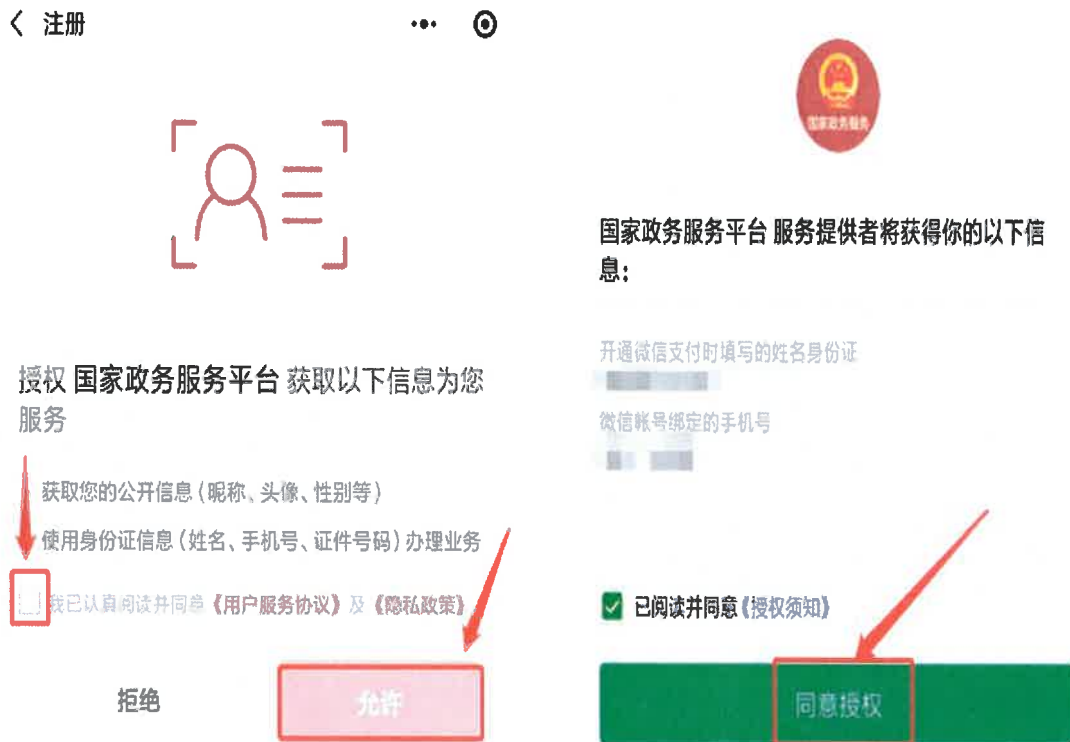 注册
授权 国家政务服务平台 获取以下信息为您
服务
获取您的公开信息(昵称、头像、性别等)
使用身份证信息(姓名、手机号、证件号码)办理业务
我已认真阅读并同意《用户服务协议》及《隐私政策》
拒绝
允许
国家政务服务
国家政务服务平台 服务提供者将获得你的以下信
息:
开通微信支付时填写的姓名身份证
微信帐号绑定的手机号
已阅读并同意《授权须知》
同意授权